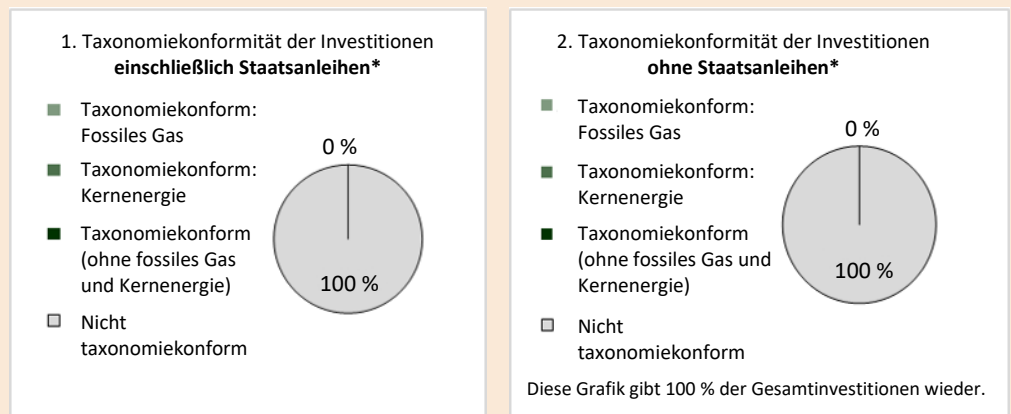 1. Taxonomiekonformität der Investitionen
einschließlich Staatsanleihen*
Taxonomiekonform:
Fossiles Gas
Taxonomiekonform:
Kernenergie
Taxonomiekonform
(ohne fossiles Gas
und Kernenergie)
Nicht
taxonomiekonform
0 %
100 %
2. Taxonomiekonformität der Investitionen
ohne Staatsanleihen*
Taxonomiekonform:
Fossiles Gas
Taxonomiekonform:
Kernenergie
Taxonomiekonform
(ohne fossiles Gas und
Kernenergie)
Nicht
taxonomiekonform
0 %
100 %
Diese Grafik gibt 100 % der Gesamtinvestitionen wieder.